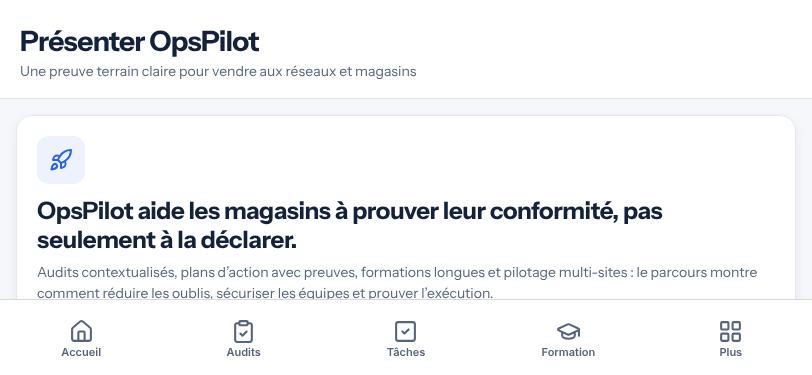 Présenter OpsPilot
Une preuve terrain claire pour vendre aux réseaux et magasins
OpsPilot aide les magasins à prouver leur conformité, pas
seulement à la déclarer.
Audits contextualisés, plans d’action avec preuves, formations longues et pilotage multi-sites : le parcours montre
comment réduire les oublis, sécuriser les équipes et prouver l’exécution.
Accueil
Audits
Tâches
Formation
Plus